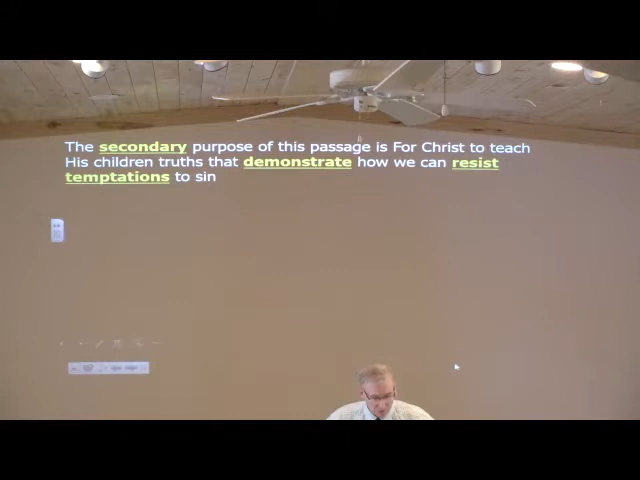 The secondary purpose of this passage is For Christ to teach
His children truths that demonstrate how we can resist
temptations to sin